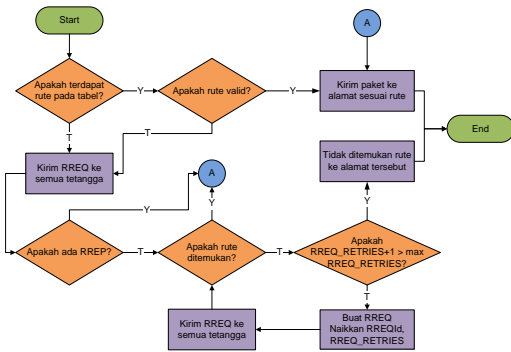 Start
A
Apakah terdapat
rute pada tabel?
Y
Apakah rute valid?
Y
Kirim paket ke
alamat sesuai rute
End
T
T
Kirim RREQ ke
semua tetangga
A
Tidak ditemukan rute
ke alamat tersebut
Y
Y
Y
Apakah ada RREP?
T
Apakah rute
ditemukan?
T
Apakah
RREQ_RETRIES+1 > max
RREQ_RETRIES?
T
Kirim RREQ ke
semua tetangga
Buat RREQ
Naikkan RREQId,
RREQ_RETRIES